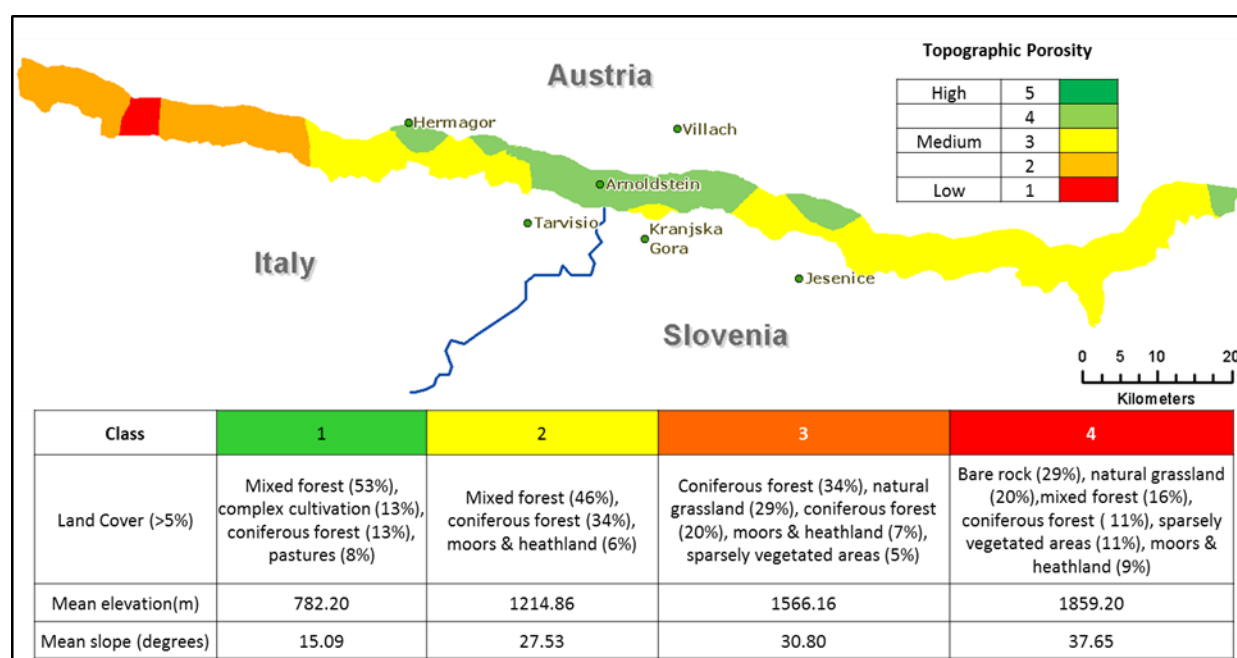 Topographic Porosity
High 5
4
Medium 3
2
Low 1
Austria
Hermagor
Villach
Arnoldstein
Tarvisio
Kranjska
Gora
Italy
Jesenice
Slovenia
0 5 10 20
Kilometers
Class 1 2 3 4
Land Cover (>5%)
Mixed forest (53%),
complex cultivation (13%),
coniferous forest (13%),
pastures (8%)
Mixed forest (46%),
coniferous forest (34%),
moors & heathland (6%)
Coniferous forest (34%), natural
grassland (29%), coniferous forest
(20%), moors & heathland (7%),
sparsely vegetated areas (5%)
Bare rock (29%), natural grassland
(20%),mixed forest (16%),
coniferous forest ( 11%), sparsely
vegetated areas (11%), moors &
heathland (9%)
Mean elevation(m) 782.20 1214.86 1566.16 1859.20
Mean slope (degrees) 15.09 27.53 30.80 37.65